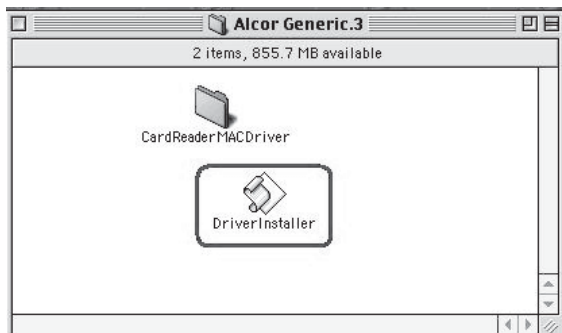 Alcor Generic.3
2 items, 855.7 MB available
CardReaderMACDriver
DriverInstaller